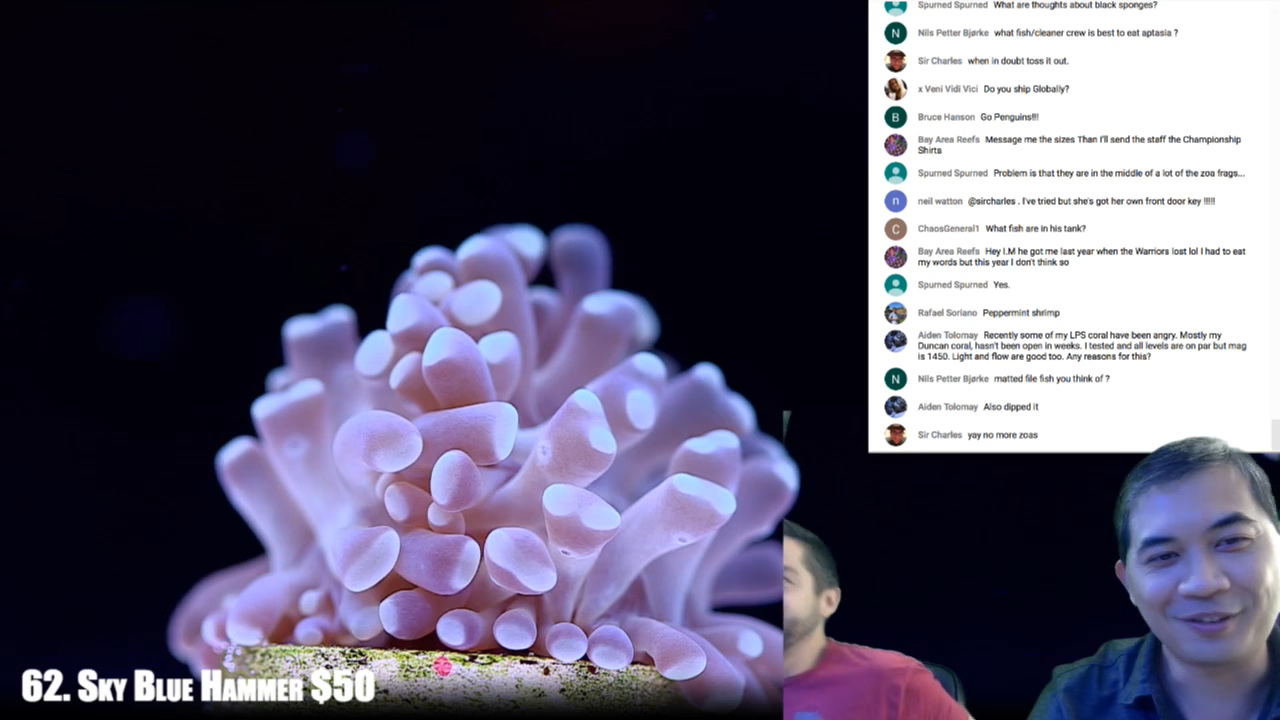 Spurned Spurned What are thoughts about black sponges?
N Nils Petter Bjørke what fish/cleaner crew is best to eat aptasia ?
Sir Charles when in doubt toss it out.
x Veni Vidi Vici Do you ship Globally?
B Bruce Hanson Go Penguins!!!
Bay Area Reefs Message me the sizes Than I'll send the staff the Championship
Shirts
Spurned Spurned Problem is that they are in the middle of a lot of the zoa frags...
n neil watton @sircharles . I've tried but she's got her own front door key !!!!!
C ChaosGeneral1 What fish are in his tank?
Bay Area Reefs Hey I.M he got me last year when the Warriors lost lol I had to eat
my words but this year I don't think so
Spurned Spurned Yes.
Rafael Soriano Peppermint shrimp
Aiden Tolomay Recently some of my LPS coral have been angry. Mostly my
Duncan coral, hasn't been open in weeks. I tested and all levels are on par but mag
is 1450. Light and flow are good too. Any reasons for this?
N Nils Petter Bjørke matted file fish you think of ?
Aiden Tolomay Also dipped it
Sir Charles yay no more zoas
62. Sky Blue Hammer $50